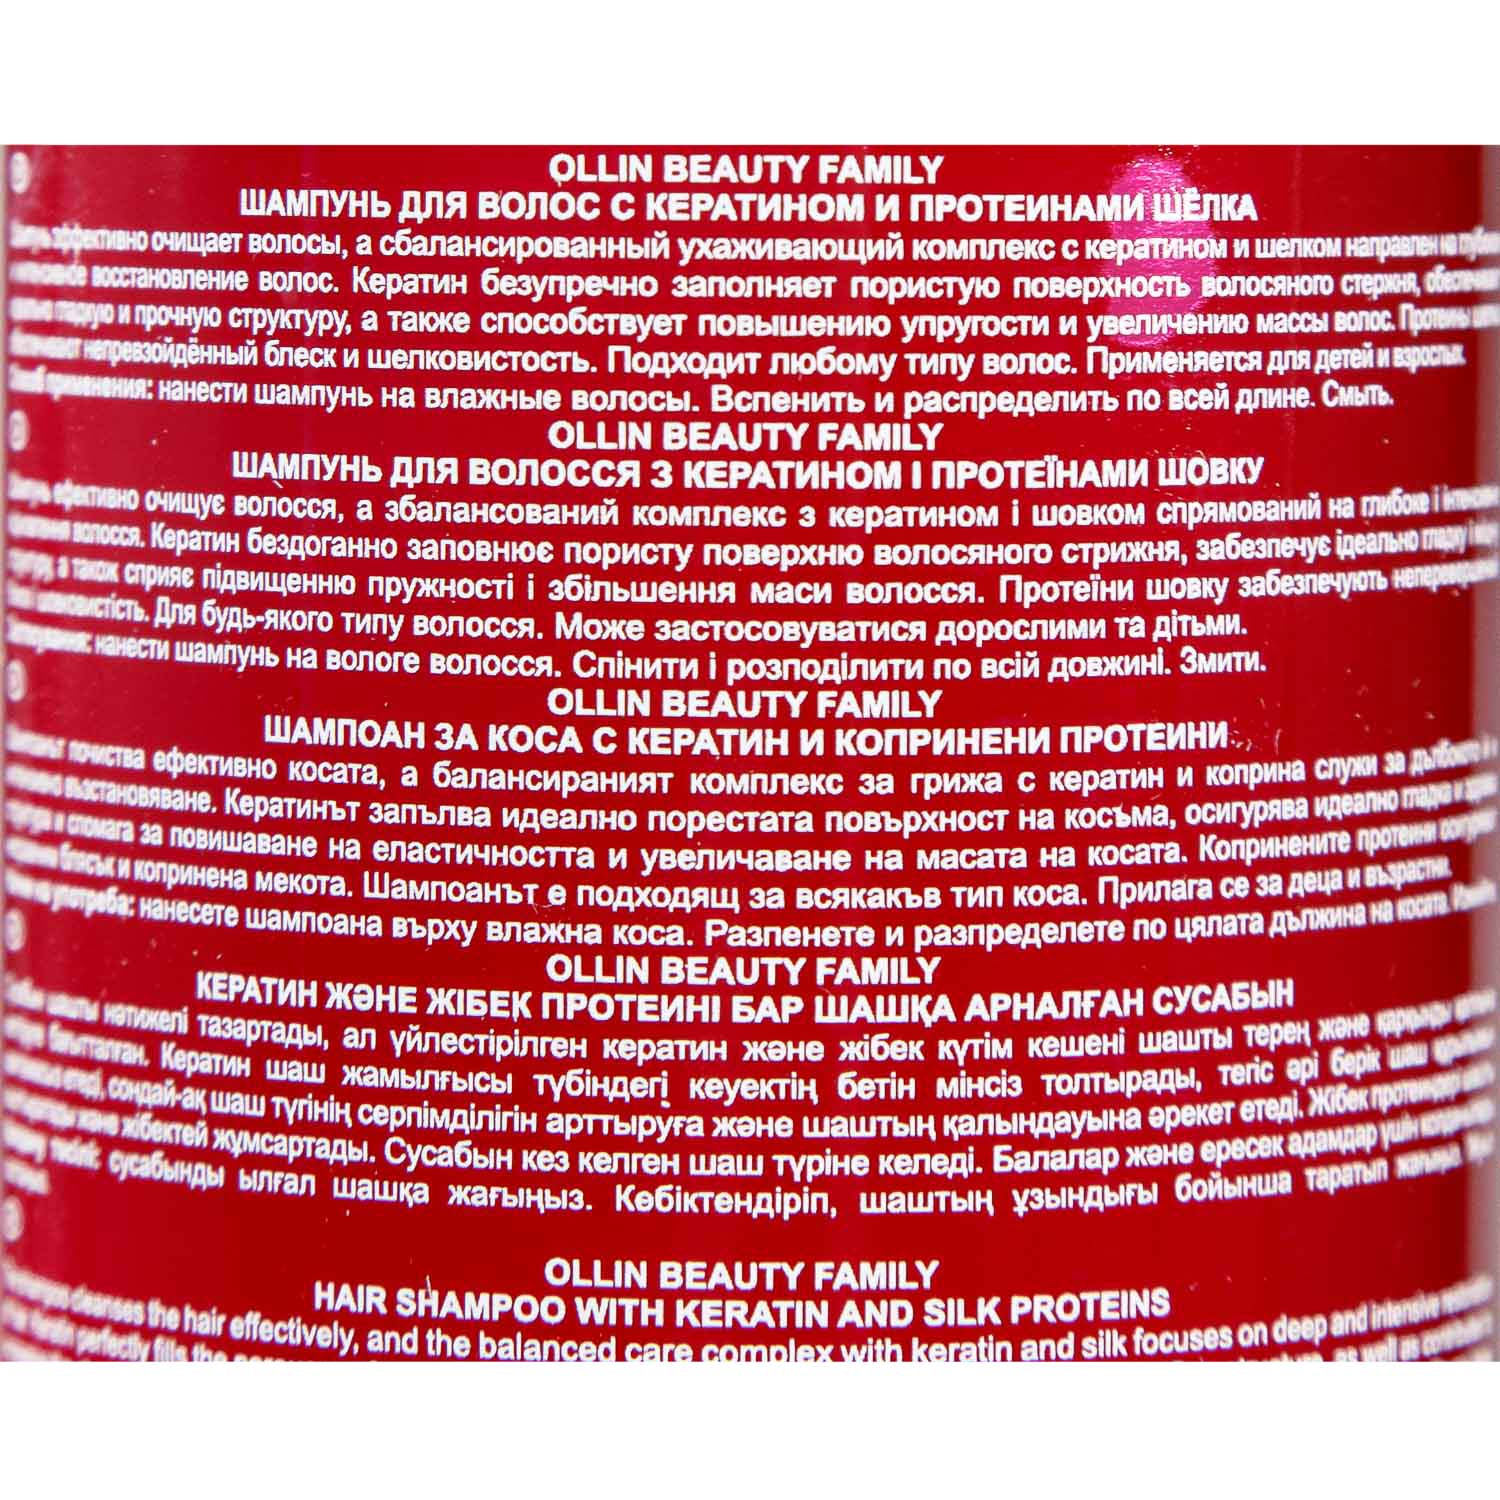 OLLIN BEAUTY FAMILY
ШАМПУНЬ ДЛЯ ВОЛОС С КЕРАТИНОМ И ПРОТЕИНАМИ ШЁЛКА
эффективно очищает волосы, а сбалансированный ухаживающий комплекс с кератином и шелком направлен на
восстановление волос. Кератин безупречно заполняет пористую поверхность волосяного стержня,
гладкую и прочную структуру, а также способствует повышению упругости и увеличению массы волос. Протеины
непревзойдённый блеск и шелковистость. Подходит любому типу волос. Применяется для детей и взрослых.
применения: нанести шампунь на влажные волосы. Вспенить и распределить по всей длине. Смыть.
OLLIN BEAUTY FAMILY
ШАМПУНЬ ДЛЯ ВОЛОССЯ З КЕРАТИНОМ І ПРОТЕЇНАМИ ШОВКУ
ефективно очищує волосся, а збалансований комплекс з кератином і шовком спрямований на глибоке і
волосся. Кератин бездоганно заповнює пористу поверхню волосяного стрижня, забезпечує ідеально гладку і
а також сприяє підвищенню пружності і збільшення маси волосся. Протеїни шовку забезпечують
Для будь-якого типу волосся. Може застосовуватися дорослими та дітьми.
нанести шампунь на вологе волосся. Спінити і розподілити по всій довжині. Змити.
OLLIN BEAUTY FAMILY
ШАМПОАН ЗА КОСА С КЕРАТИН И КОПРИНЕНИ ПРОТЕИНИ
почиства ефективно косата, а балансираният комплекс за грижа с кератин и коприна служи за дълбокото
възстановяване. Кератинът запълва идеално порестата повърхност на косъма, осигурява идеално гладка и
и спомага за повишаване на еластичността и увеличаване на масата на косата. Копринените протеини
блясък и копринена мекота. Шампоанът е подходящ за всякакъв тип коса. Прилага се за деца и възрастни.
употреба: нанесете шампоана върху влажна коса. Разпенете и разпределете по цялата дължина на косата.
OLLIN BEAUTY FAMILY
КЕРАТИН ЖӘНЕ ЖІБЕК ПРОТЕИНІ БАР ШАШҚА АРНАЛҒАН СУСАБЫН
шашты нәтижелі тазартады, ал үйлестірілген кератин және жібек күтім кешені шашты терең және қарқынды
бағытталған. Кератин шаш жамылғысы түбіндегі кеуектің бетін мінсіз толтырады, тегіс әрі берік шаш
етеді, сондай-ақ шаш түгінің серпімділігін арттыруға және шаштың қалындауына әрекет етеді. Жібек протеиндері
және жібектей жұмсартады. Сусабын кез келген шаш түріне келеді. Балалар және ересек адамдар үшін
тәсілі: сусабынды ылғал шашқа жағыңыз. Көбіктендіріп, шаштың ұзындығы бойынша таратып жағыңыз.
OLLIN BEAUTY FAMILY
HAIR SHAMPOO WITH KERATIN AND SILK PROTEINS
cleanses the hair effectively, and the balanced care complex with keratin and silk focuses on deep and intensive
perfectly fills the